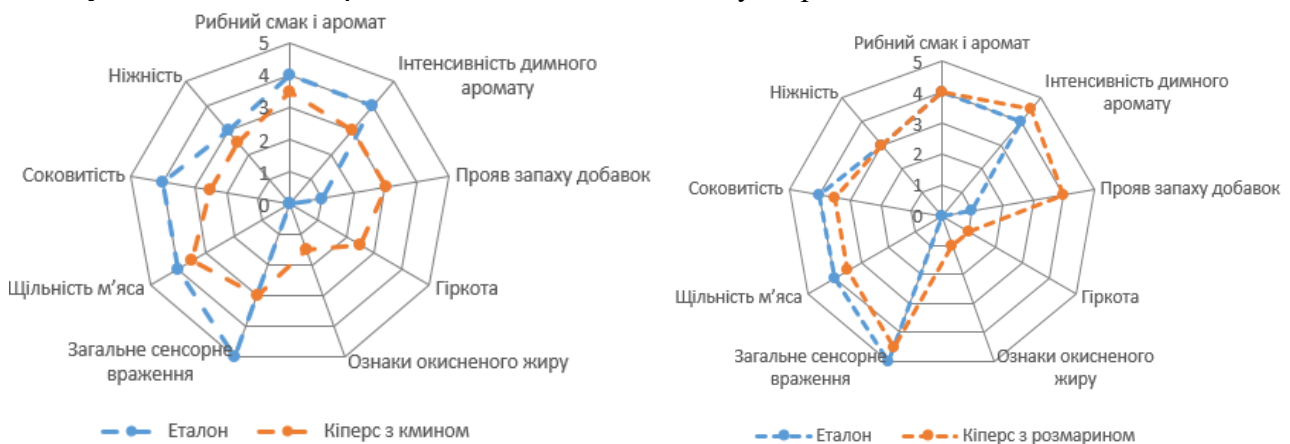 Рибний смак і аромат
5
4
3
2
1
0
Інтенсивність димного
аромату
Прояв запаху добавок
Гіркота
Ознаки окисненого жиру
Загальне сенсорне
враження
Щільність м’яса
Соковитість
Ніжність
Еталон
Кіперс з кмином
Рибний смак і аромат
5
4
3
2
1
0
Інтенсивність димного
аромату
Прояв запаху добавок
Гіркота
Ознаки окисненого
жиру
Загальне сенсорне
враження
Щільність м’яса
Соковитість
Ніжність
Еталон
Кіперс з розмарином